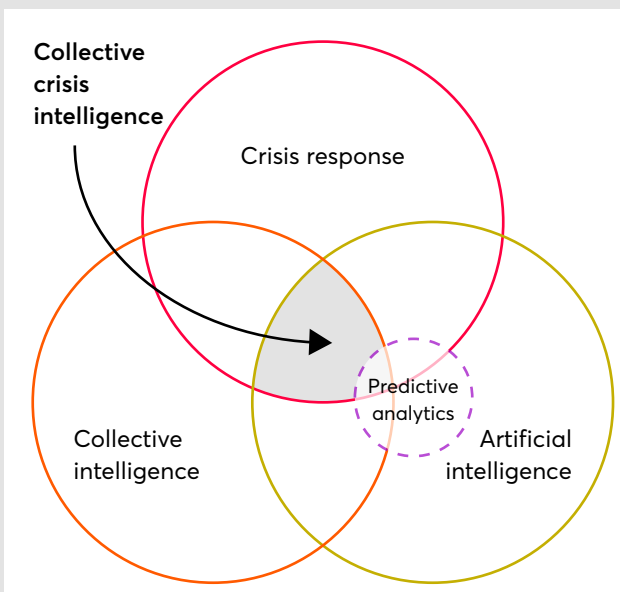 Collective
crisis
intelligence
Crisis response
Predictive
analytics
Collective
intelligence
Artificial
intelligence